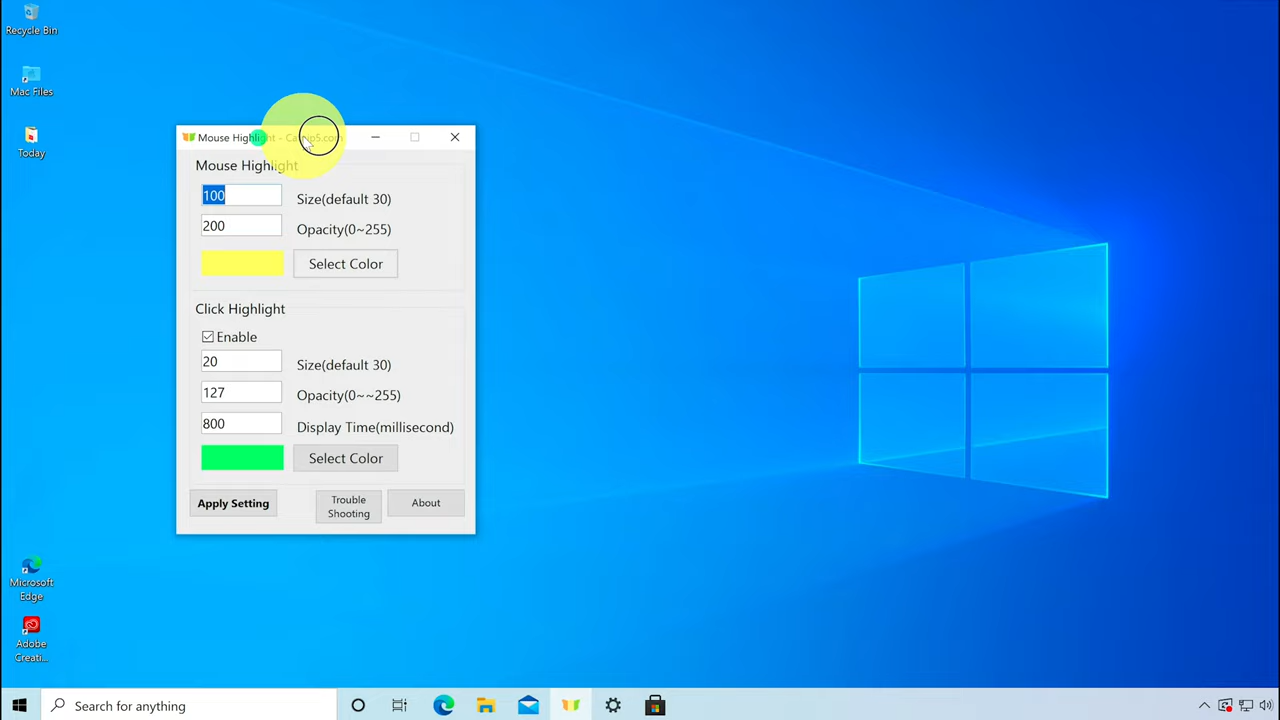 Recycle Bin
Mac Files
Today
Mouse Highlight -
Mouse Highlight
100
Size(default 30)
200
Opacity(0~255)
Select Color
Click Highlight
Enable
20
Size(default 30)
127
Opacity(0~~255)
800
Display Time(millisecond)
Select Color
Apply Setting
Trouble
Shooting
About
Microsoft
Edge
Adobe
Creati...
Search for anything